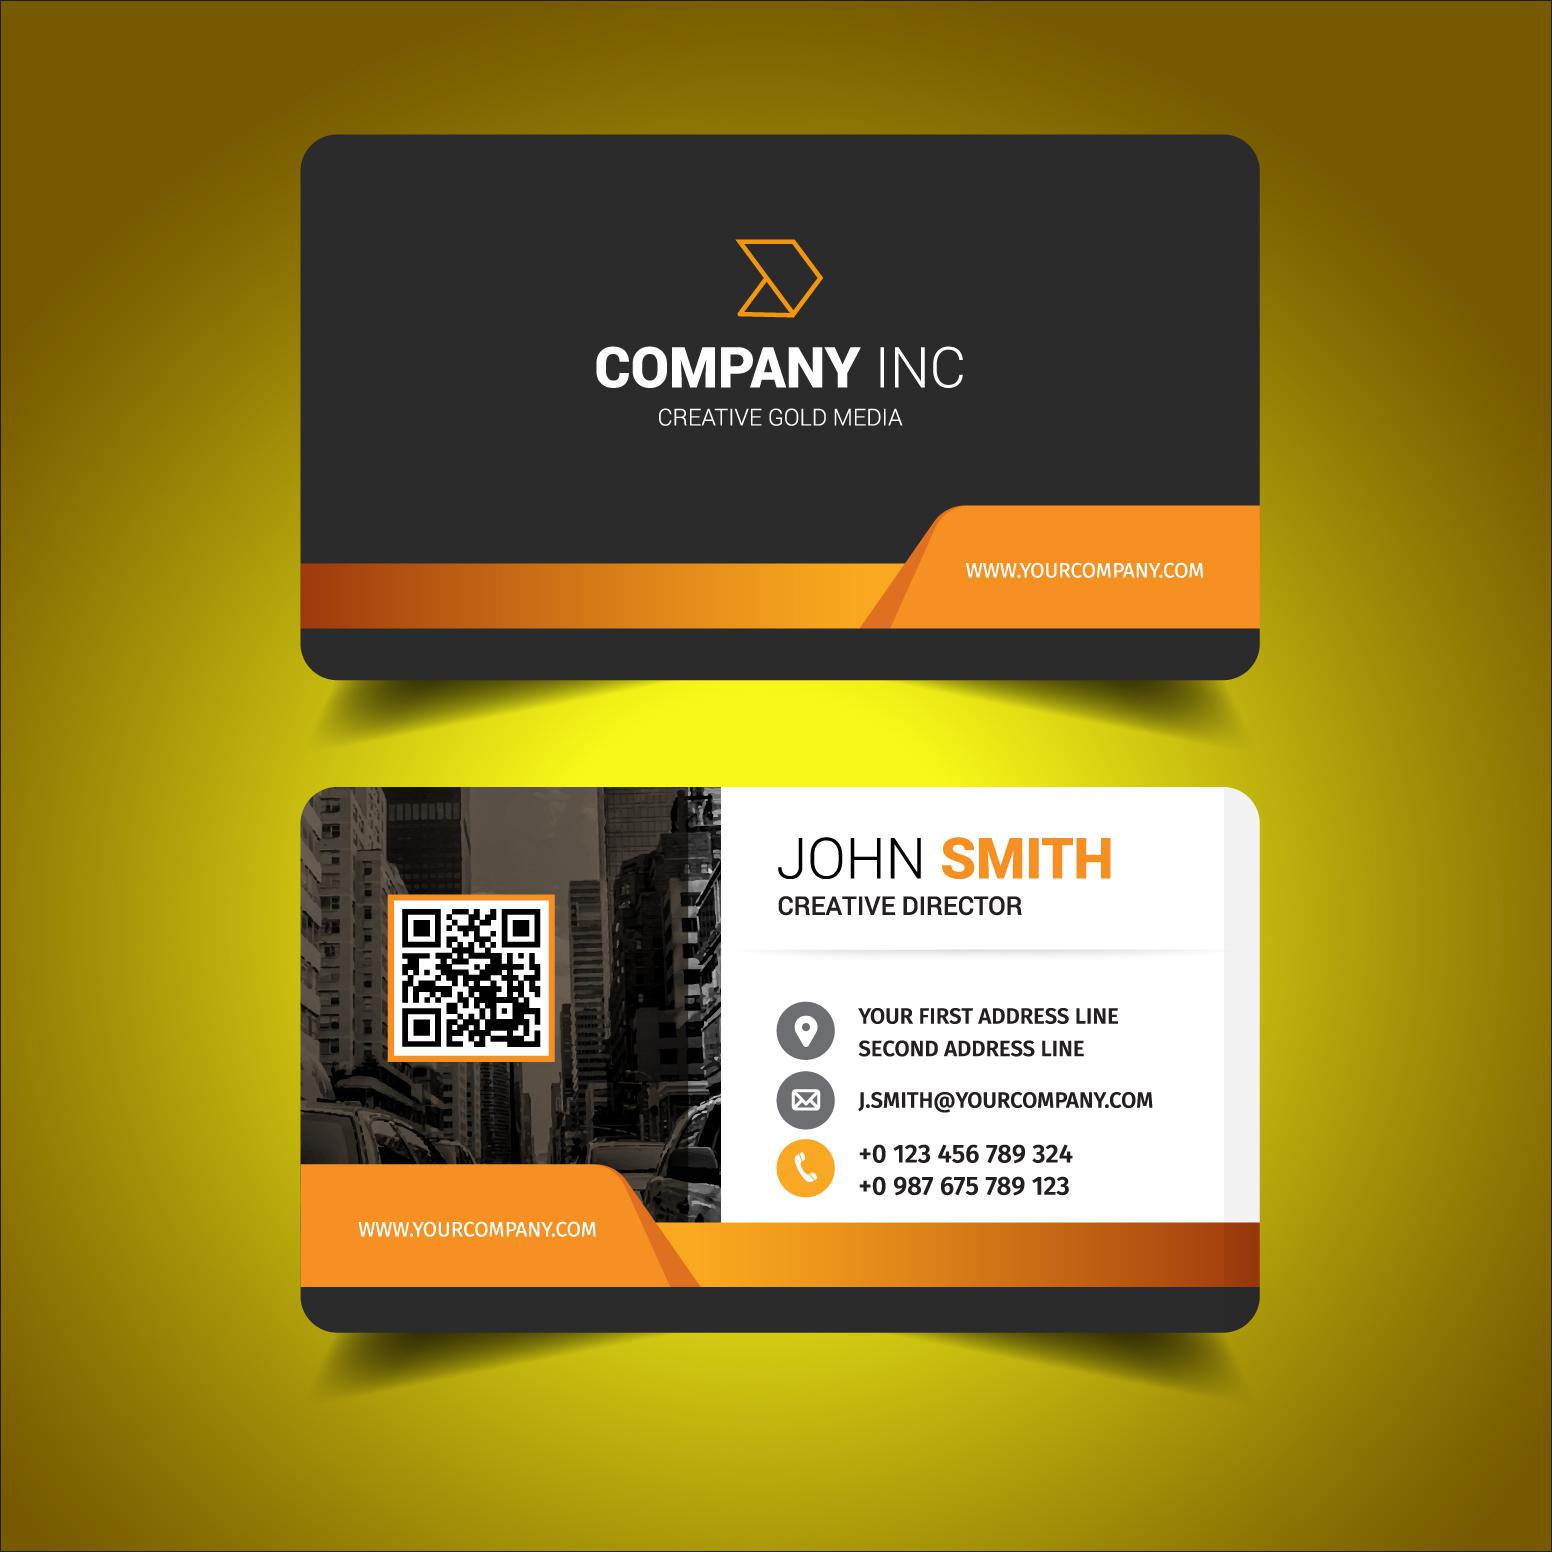 COMPANY INC
CREATIVE GOLD MEDIA
WWW.YOURCOMPANY.COM
JOHN SMITH
CREATIVE DIRECTOR
YOUR FIRST ADDRESS LINE
SECOND ADDRESS LINE
J.SMITH@YOURCOMPANY.COM
+0 123 456 789 324
+0 987 675 789 123
WWW.YOURCOMPANY.COM